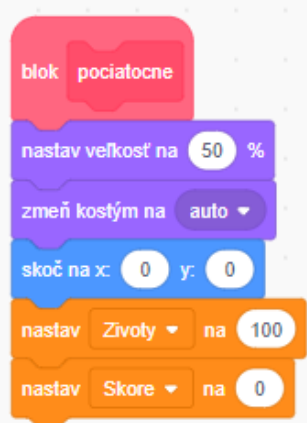 blok pociatocne
nastav veľkosť na 50 %
zmeň kostým na auto
skoč na x: 0 y: 0
nastav Zivoty na 100
nastav Skore na 0